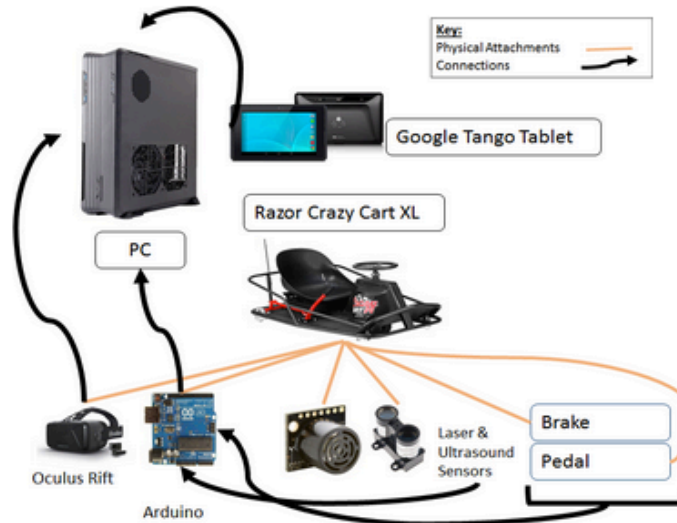 Key:
Physical Attachments
Connections
Google Tango Tablet
Razor Crazy Cart XL
PC
Oculus Rift
Arduino
Laser &
Ultrasound
Sensors
Brake
Pedal